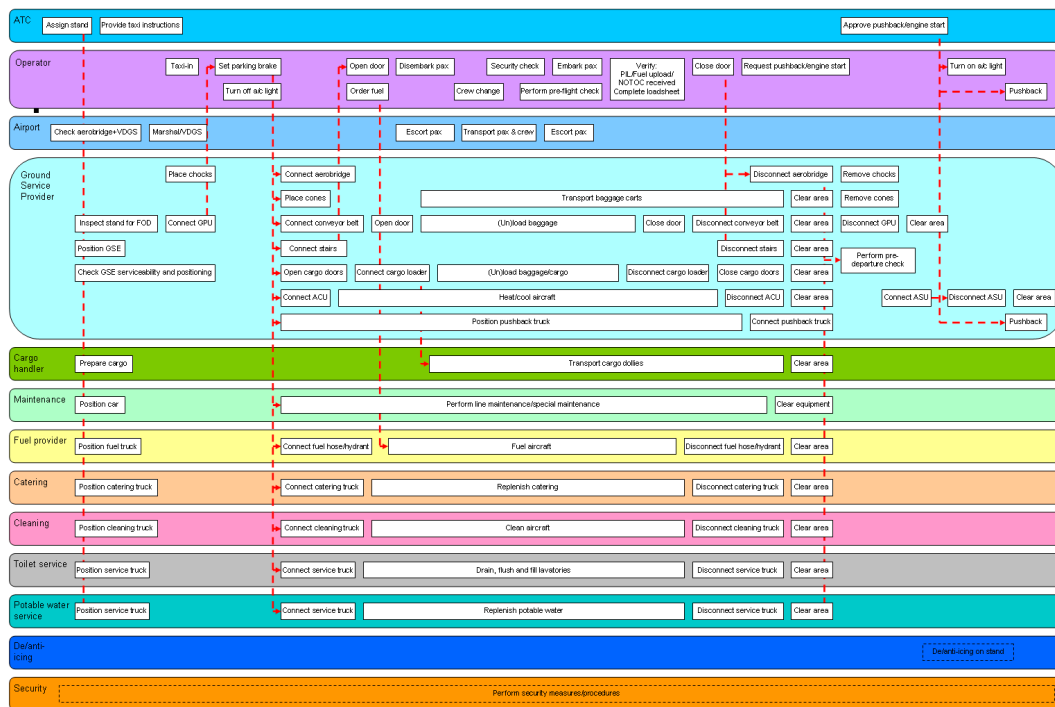 ATC
Assign stand
Provide taxi instructions
Approve pushback/engine start
Operator
Taxi-in
Set parking brake
Open door
Disembark pax
Security check
Embark pax
Verify:
PIL/Fuel upload/
NOTOC received
Complete loadsheet
Close door
Request pushback/engine start
Turn on a/c light
Turn off a/c light
Order fuel
Crew change
Perform pre-flight check
Pushback
Airport
Check aerobridge+VDGS
Marshal/VDGS
Escort pax
Transport pax & crew
Escort pax
Ground
Service
Provider
Place chocks
Connect aerobridge
Disconnect aerobridge
Remove chocks
Place cones
Transport baggage carts
Clear area
Remove cones
Inspect stand for FOD
Connect GPU
Connect conveyor belt
Open door
(Un)load baggage
Close door
Disconnect conveyor belt
Clear area
Disconnect GPU
Clear area
Position GSE
Connect stairs
Disconnect stairs
Clear area
Perform pre-
departure check
Check GSE serviceability and positioning
Open cargo doors
Connect cargo loader
(Un)load baggage/cargo
Disconnect cargo loader
Close cargo doors
Clear area
Connect ACU
Heat/cool aircraft
Disconnect ACU
Clear area
Connect ASU
Disconnect ASU
Clear area
Position pushback truck
Connect pushback truck
Pushback
Cargo
handler
Prepare cargo
Transport cargo dollies
Clear area
Maintenance
Position car
Perform line maintenance/special maintenance
Clear equipment
Fuel provider
Position fuel truck
Connect fuel hose/hydrant
Fuel aircraft
Disconnect fuel hose/hydrant
Clear area
Catering
Position catering truck
Connect catering truck
Replenish catering
Disconnect catering truck
Clear area
Cleaning
Position cleaning truck
Connect cleaning truck
Clean aircraft
Disconnect cleaning truck
Clear area
Toilet service
Position service truck
Connect service truck
Drain, flush and fill lavatories
Disconnect service truck
Clear area
Potable water
service
Position service truck
Connect service truck
Replenish potable water
Disconnect service truck
Clear area
De/anti-
icing
De/anti-icing on stand
Security
Perform security measures/procedures